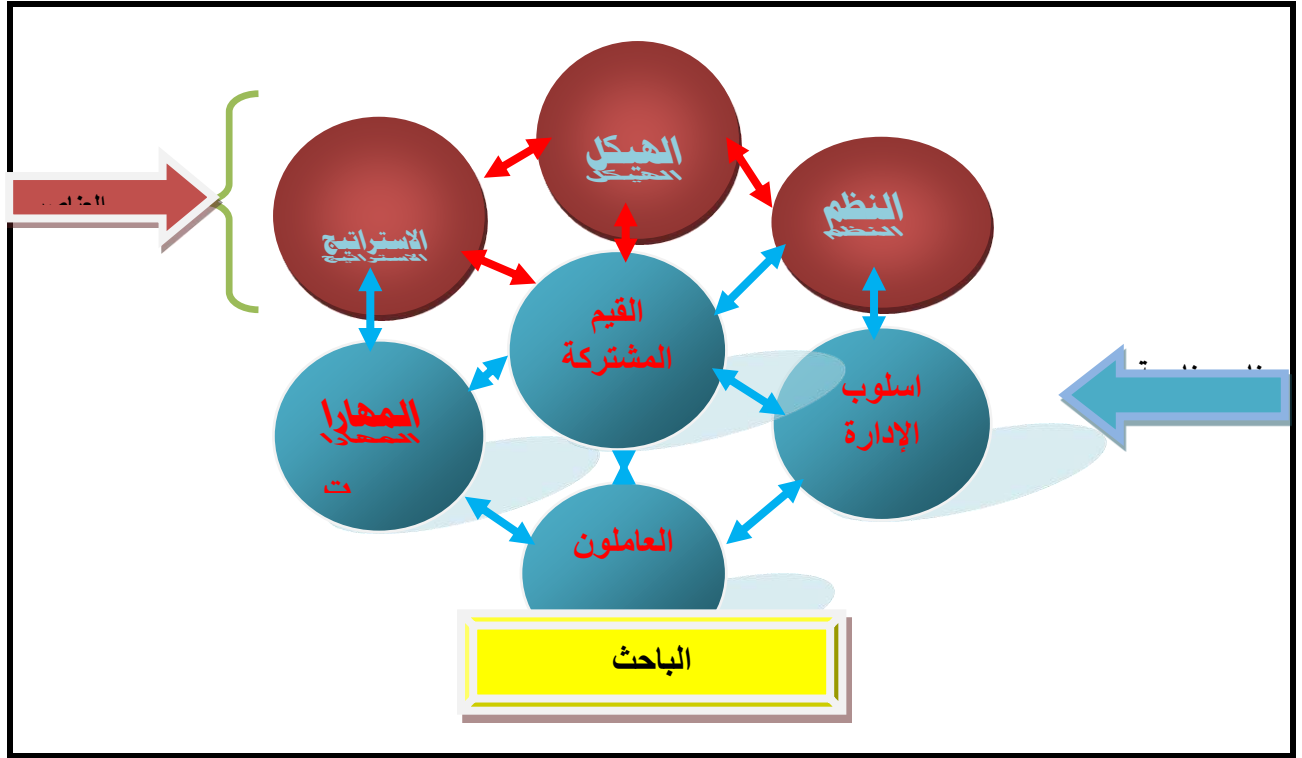 الهيكل
النظم
الاستراتيج
القيم
المشتركة
اسلوب
الإدارة
المهارا
ت
العاملون
الباحث